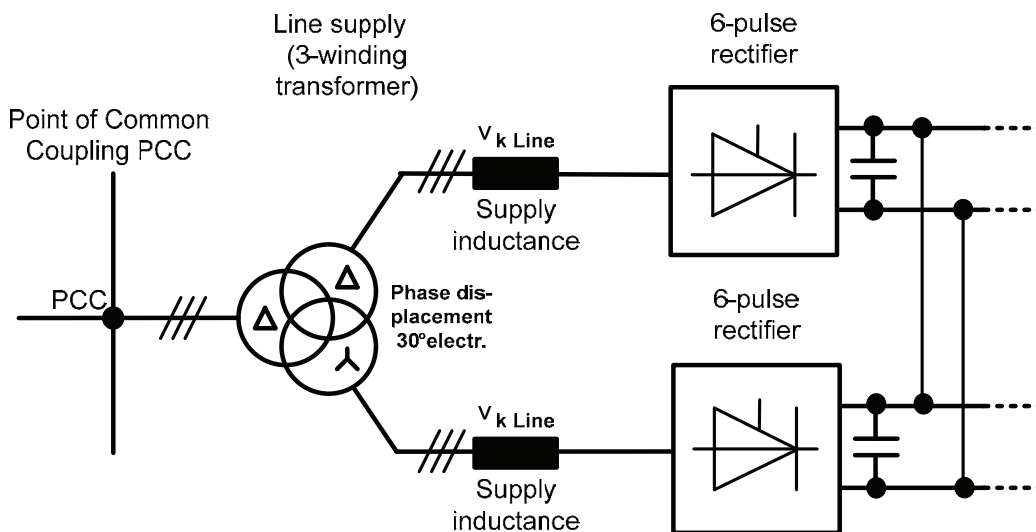 Line supply
(3-winding
transformer)
6-pulse
rectifier
Point of Common
Coupling PCC
V k Line
Supply
inductance
PCC
Δ
Δ
Phase dis-
placement
30°electr.
6-pulse
rectifier
V k Line
Supply
inductance